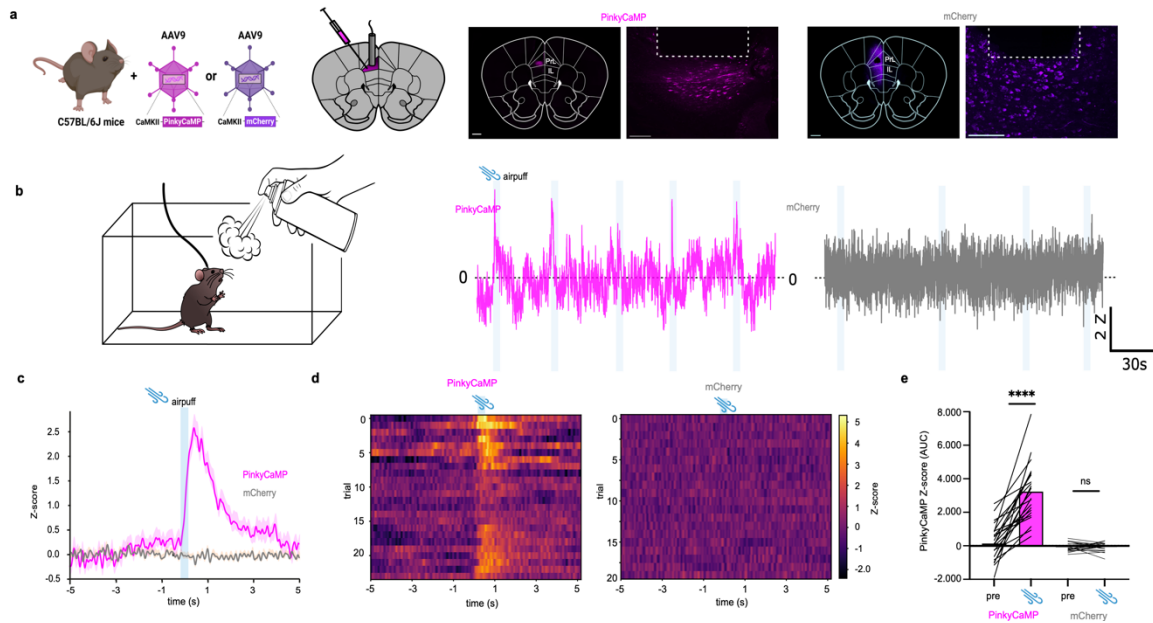 a
AAV9
AAV9
+
or
C57BL/6J mice
CaMKII PinkyCaMP
CaMKII mCherry
PinkyCaMP
PrL
IL
mCherry
PrL
IL
b
airpuff
PinkyCaMP
0
mCherry
0
2 Z
30s
c
airpuff
Z-score
2.5
2.0
1.5
1.0
0.5
0.0
-0.5
PinkyCaMP
mCherry
-5 -3 -1 1 3 5
time (s)
d
PinkyCaMP
trial
0
5
10
15
20
-5 -3 -1 1 3 5
time (s)
mCherry
trial
0
5
10
15
20
-5 -3 -1 1 3 5
time (s)
5
4
3
2
1
0
-2.0
Z-score
e
****
ns
PinkyCaMP Z-score (AUC)
8.000
6.000
4.000
2.000
0
-2.000
pre
pre
PinkyCaMP
mCherry